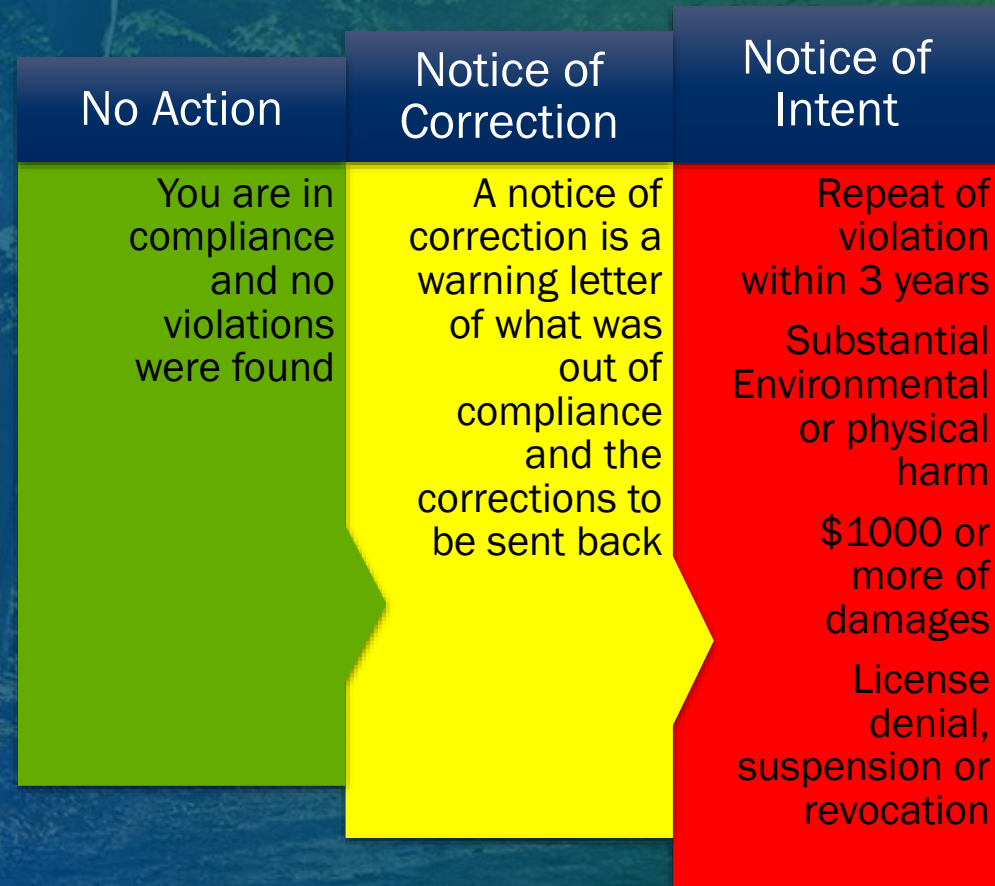 No Action
You are in
compliance
and no
violations
were found
Notice of
Correction
A notice of
correction is a
warning letter
of what was
out of
compliance
and the
corrections to
be sent back
Notice of
Intent
Repeat of
violation
within 3 years
Substantial
Environmental
or physical
harm
$1000 or
more of
damages
License
denial,
suspension or
revocation